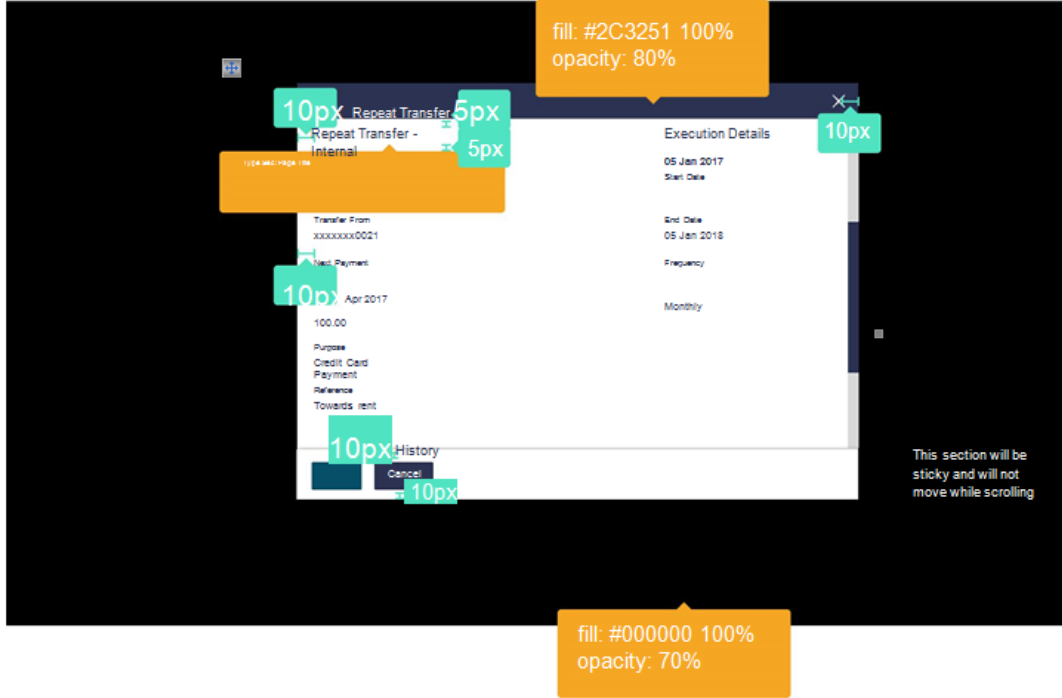 fill: #2C3251 100%
opacity: 80%
10px
Repeat Transfer
5px
10px
Repeat Transfer -
Internal
5px
Execution Details
05 Jan 2017
Start Date
Transfer From
xxxxxxx0021
End Date
05 Jan 2018
Next Payment
Frequency
10px
Apr 2017
Monthly
100.00
Purpose
Credit Card
Payment
Reference
Towards rent
10px
History
Cancel
10px
This section will be
sticky and will not
move while scrolling
fill: #000000 100%
opacity: 70%